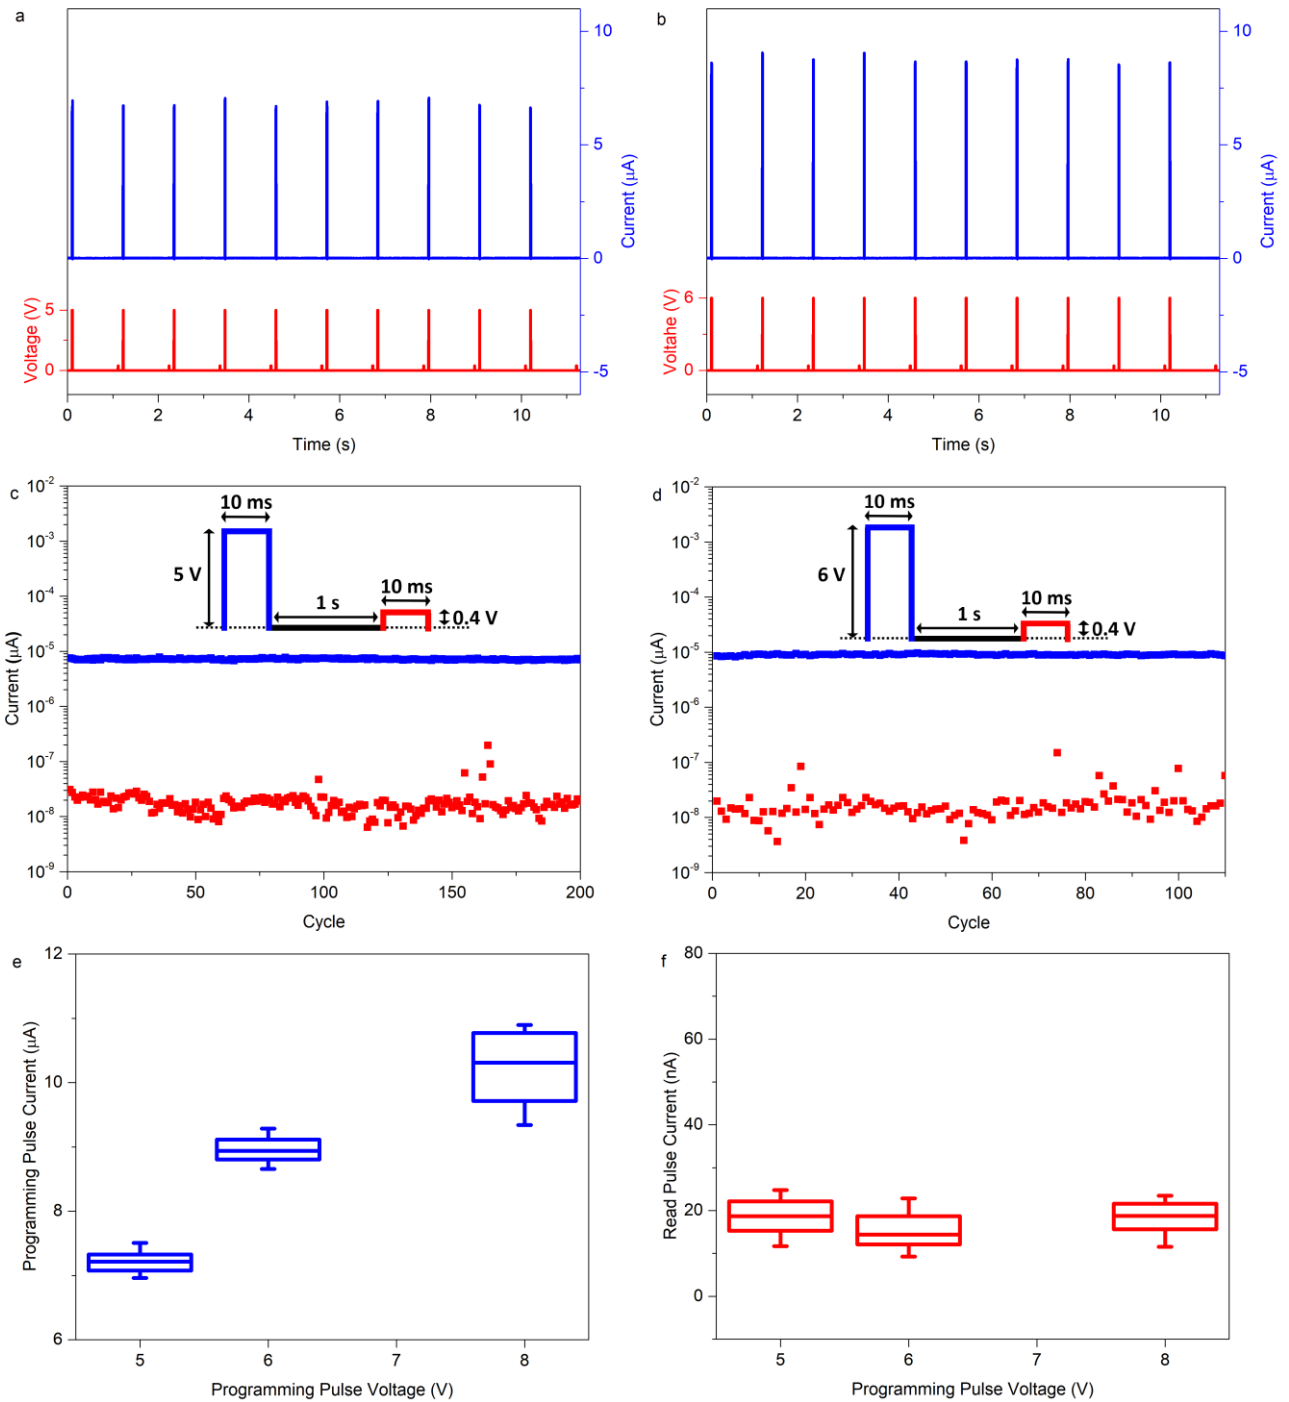 a
10
5
0
-5
Current (μA)
5
0
Voltage (V)
0 2 4 6 8 10
Time (s)
b
10
5
0
-5
Current (μA)
6
0
Voltahe (V)
0 2 4 6 8 10
Time (s)
c
10⁻²
10⁻³
10⁻⁴
10⁻⁵
10⁻⁶
10⁻⁷
10⁻⁸
10⁻⁹
Current (μA)
10 ms
5 V
1 s
10 ms
0.4 V
0 50 100 150 200
Cycle
d
10⁻²
10⁻³
10⁻⁴
10⁻⁵
10⁻⁶
10⁻⁷
10⁻⁸
10⁻⁹
Current (μA)
10 ms
6 V
1 s
10 ms
0.4 V
0 20 40 60 80 100
Cycle
e
12
10
8
6
Programming Pulse Current (μA)
5 6 7 8
Programming Pulse Voltage (V)
f
80
60
40
20
0
Read Pulse Current (nA)
5 6 7 8
Programming Pulse Voltage (V)